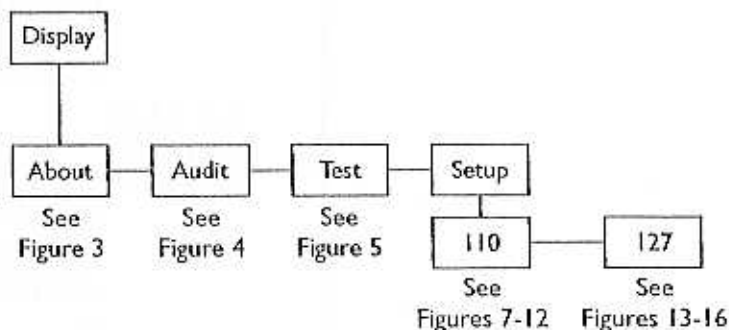 Display
About
Audit
Test
Setup
See
Figure 3
See
Figure 4
See
Figure 5
110
127
See
Figures 7-12
See
Figures 13-16